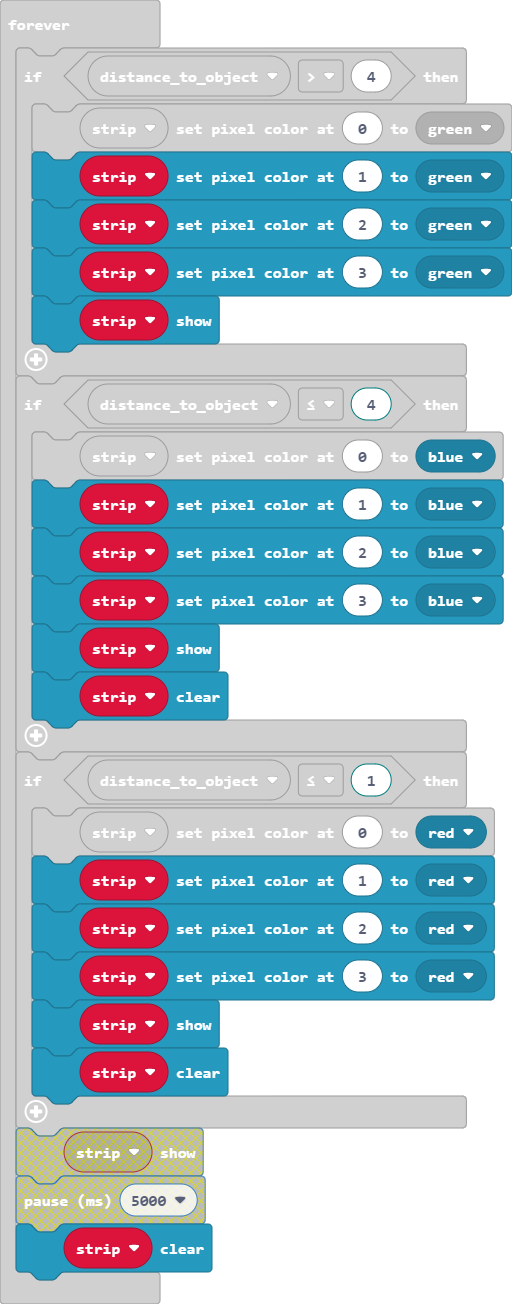 forever
if distance_to_object > 4 then
strip set pixel color at 0 to green
strip set pixel color at 1 to green
strip set pixel color at 2 to green
strip set pixel color at 3 to green
strip show
if distance_to_object ≤ 4 then
strip set pixel color at 0 to blue
strip set pixel color at 1 to blue
strip set pixel color at 2 to blue
strip set pixel color at 3 to blue
strip show
strip clear
if distance_to_object ≤ 1 then
strip set pixel color at 0 to red
strip set pixel color at 1 to red
strip set pixel color at 2 to red
strip set pixel color at 3 to red
strip show
strip clear
strip show
pause (ms) 5000
strip clear